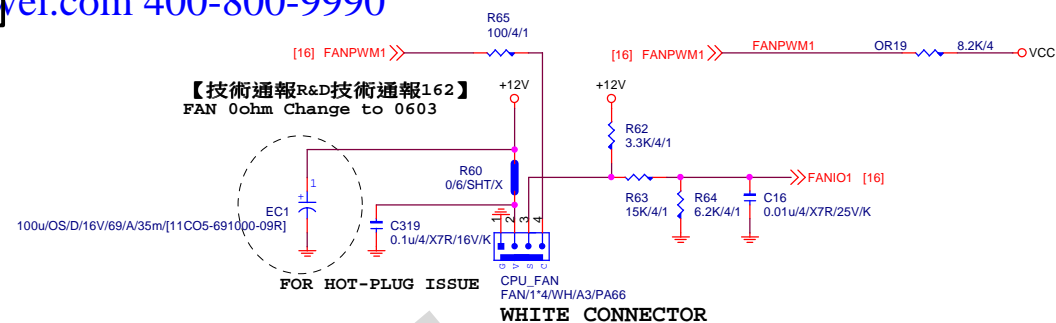 vel.com 400-800-9990
R65
100/4/1
[16] FANPWM1
[16] FANPWM1
FANPWM1
OR19
8.2K/4
VCC
【技術通報R&D技術通報162】
FAN 0ohm Change to 0603
+12V
+12V
R62
3.3K/4/1
R60
0/6/SHT/X
FANIO1 [16]
1
+
EC1
100u/OS/D/16V/69/A/35m/[11CO5-691000-09R]
C319
0.1u/4/X7R/16V/K
R63
15K/4/1
R64
6.2K/4/1
C16
0.01u/4/X7R/25V/K
1
2
3
4
G
V
S
C
FOR HOT-PLUG ISSUE
CPU_FAN
FAN/1*4/WH/A3/PA66
WHITE CONNECTOR